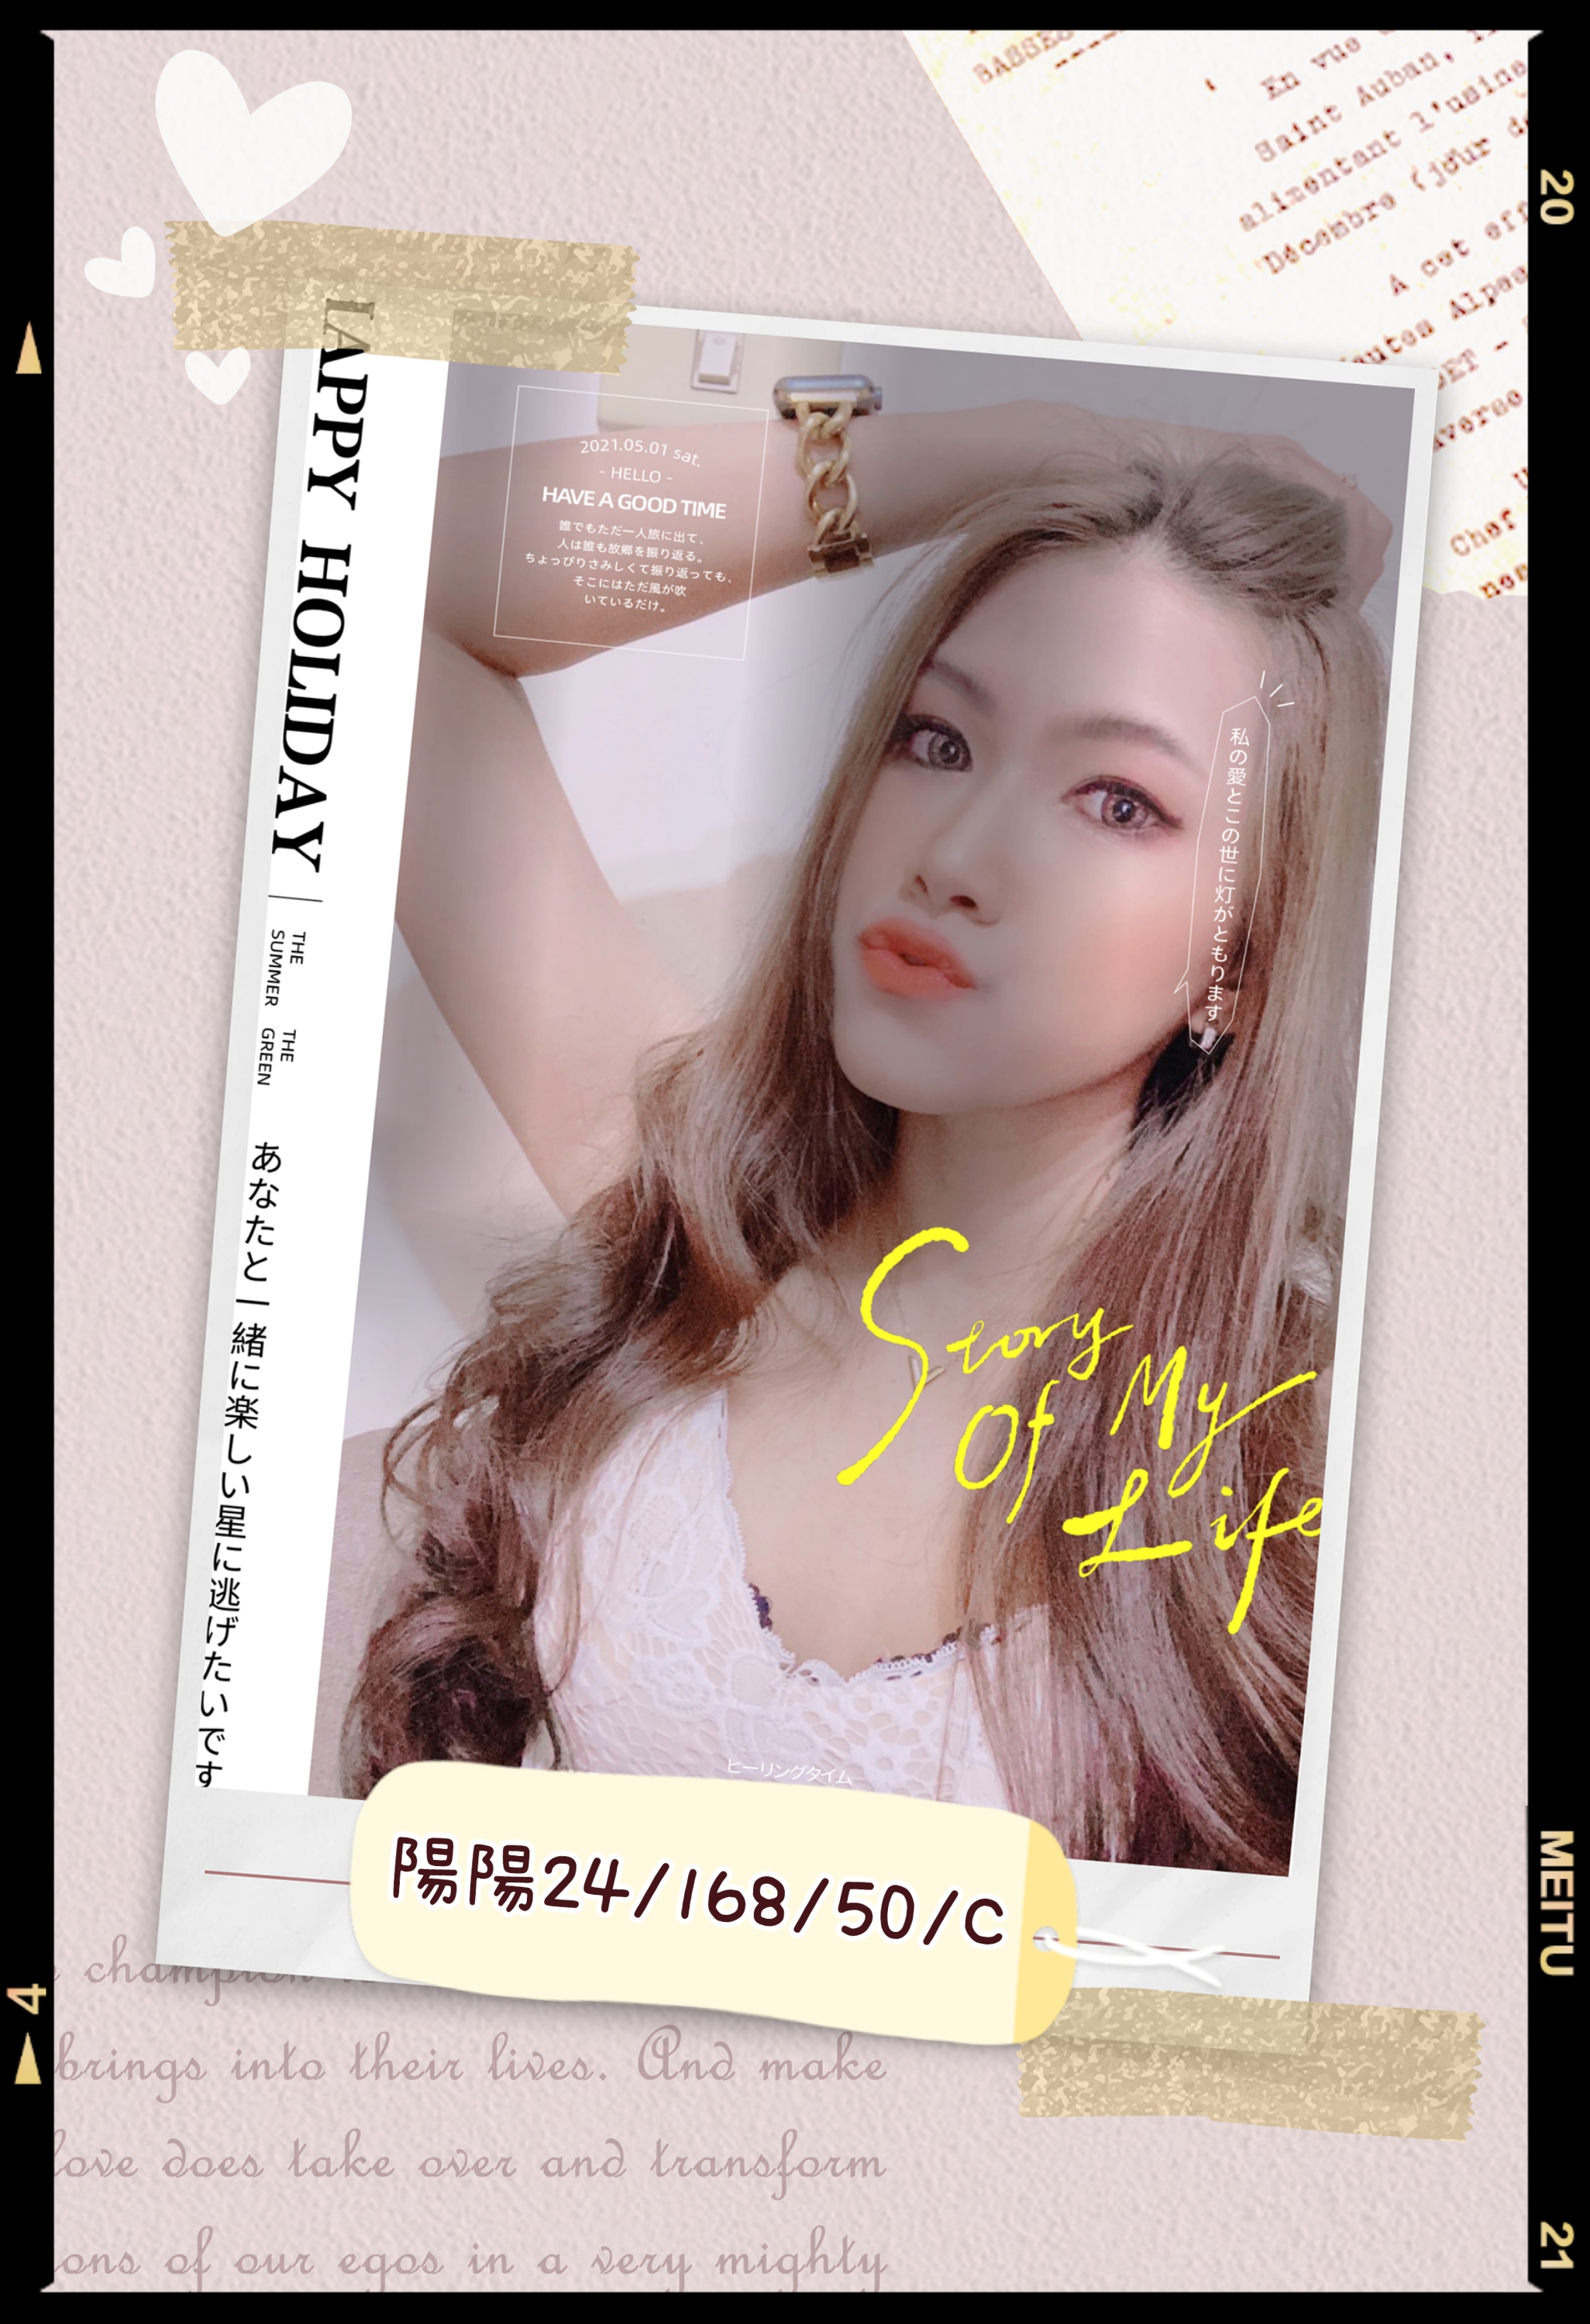 BASSES
En vue
Saint Auban,
alimentant l'usine
Décembre (jour
A cet eff
Alpes
Chef
20
HAPPY HOLIDAY
THE SUMMER
THE GREEN
あなたと一緒に楽しい星に逃げたいです
2021.05.01 sat.
- HELLO -
HAVE A GOOD TIME
誰でもただ一人旅に出て、
人は誰も故郷を振り返る。
ちょっぴりさみしくて振り返っても、
そこにはただ風が吹
いているだけ。
私の愛とこの世に灯がともります
Story
Of My
Life
ヒーリングタイム
陽陽24/168/50/C
MEITU
4
champion
brings into their lives. And make
love does take over and transform
ons of our egos in a very mighty
21